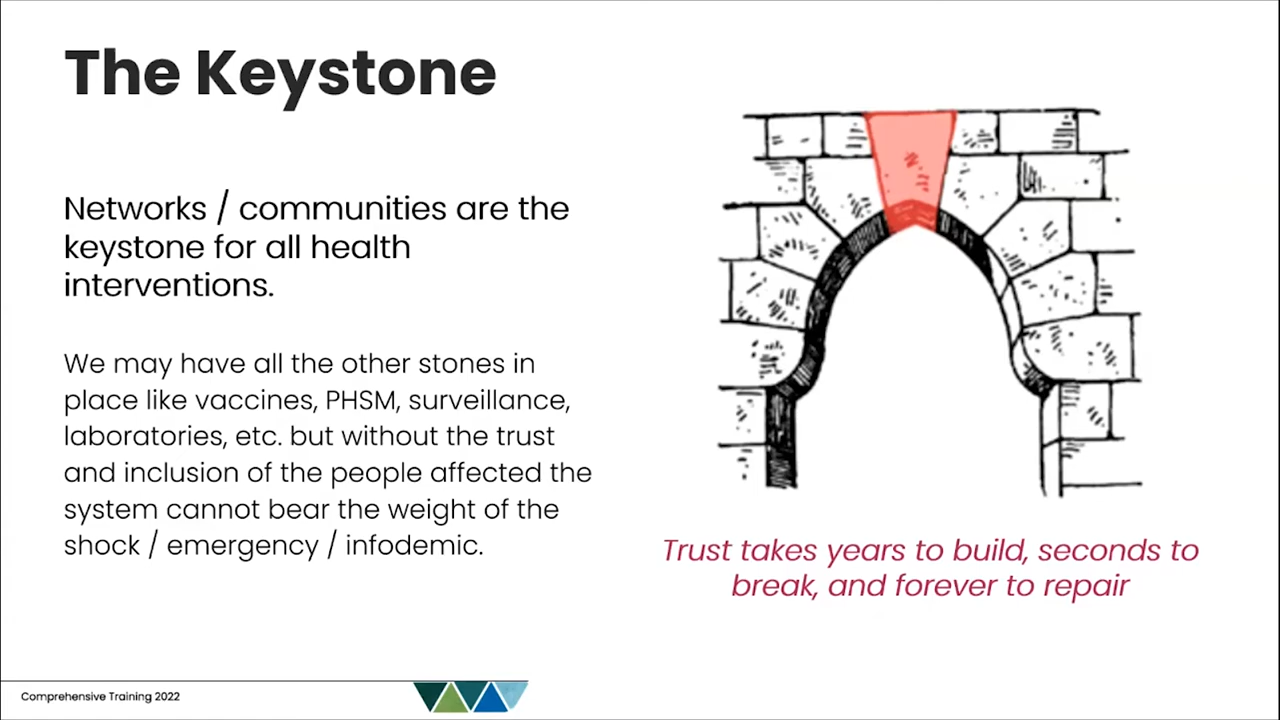 The Keystone
Networks / communities are the
keystone for all health
interventions.
We may have all the other stones in
place like vaccines, PHSM, surveillance,
laboratories, etc. but without the trust
and inclusion of the people affected the
system cannot bear the weight of the
shock / emergency / infodemic.
Trust takes years to build, seconds to
break, and forever to repair
Comprehensive Training 2022